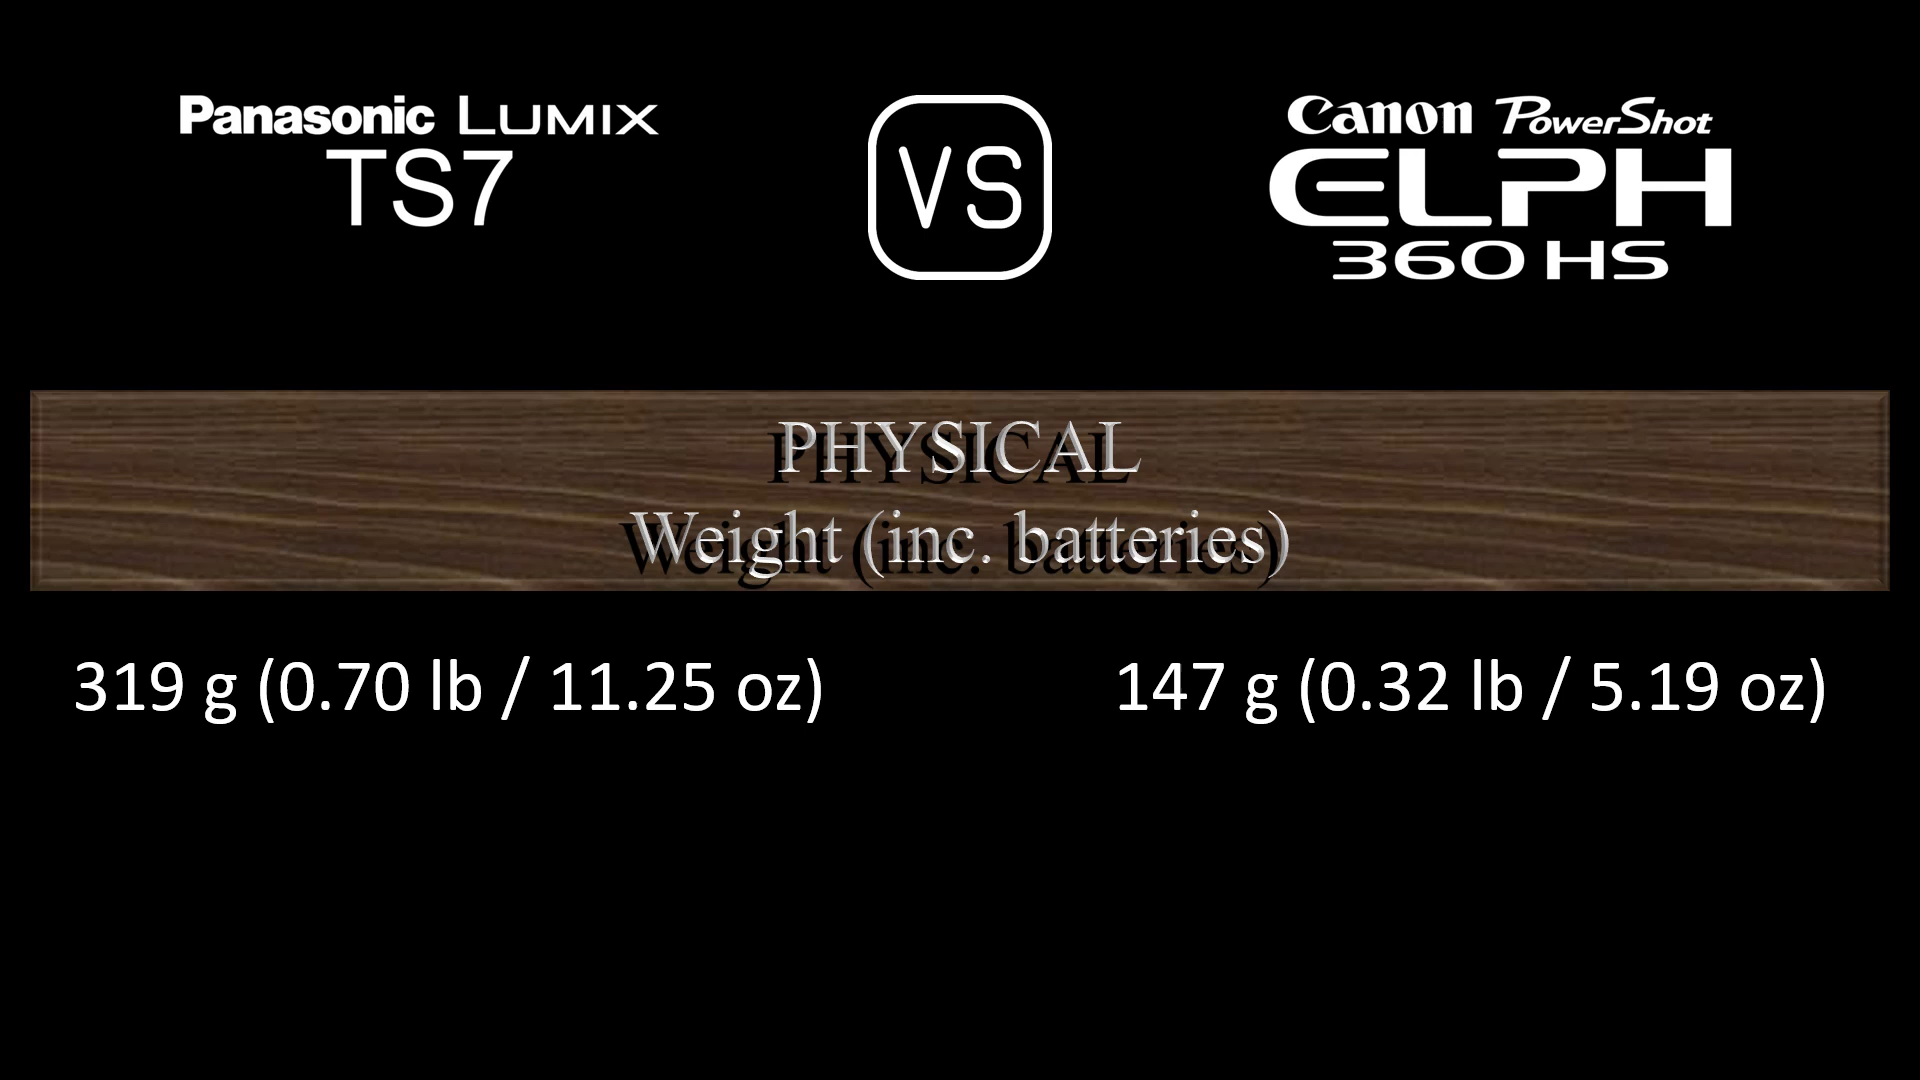 Panasonic LUMIX
TS7
VS
Canon PowerShot
ELPH
360 HS
PHYSICAL
Weight (inc. batteries)
319 g (0.70 lb / 11.25 oz)
147 g (0.32 lb / 5.19 oz)